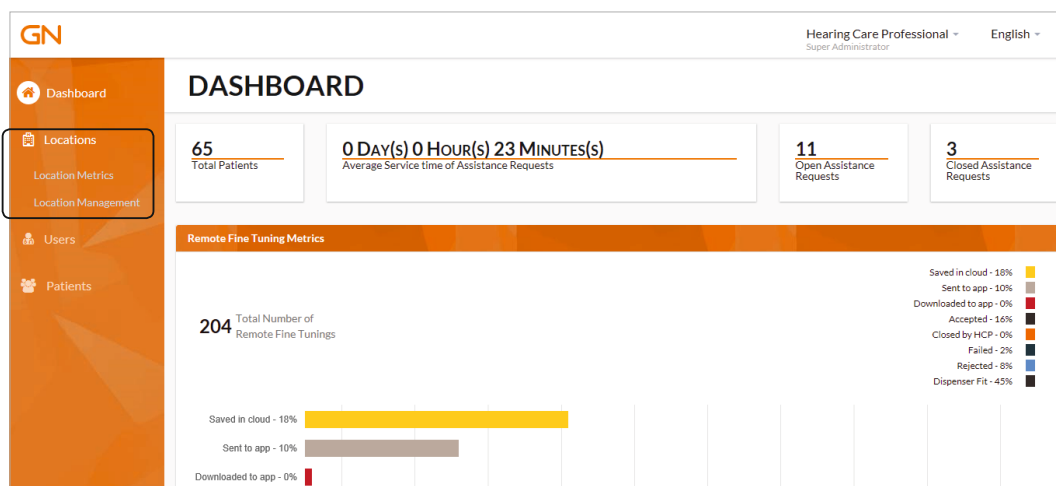 GN
Hearing Care Professional
Super Administrator
English
Dashboard
Locations
Location Metrics
Location Management
Users
Patients
DASHBOARD
65
Total Patients
0 Day(s) 0 Hour(s) 23 Minutes(s)
Average Service time of Assistance Requests
11
Open Assistance
Requests
3
Closed Assistance
Requests
Remote Fine Tuning Metrics
204
Total Number of
Remote Fine Tunings
Saved in cloud - 18%
Sent to app - 10%
Downloaded to app - 0%
Accepted - 16%
Closed by HCP - 0%
Failed - 2%
Rejected - 8%
Dispenser Fit - 45%
Saved in cloud - 18%
Sent to app - 10%
Downloaded to app - 0%